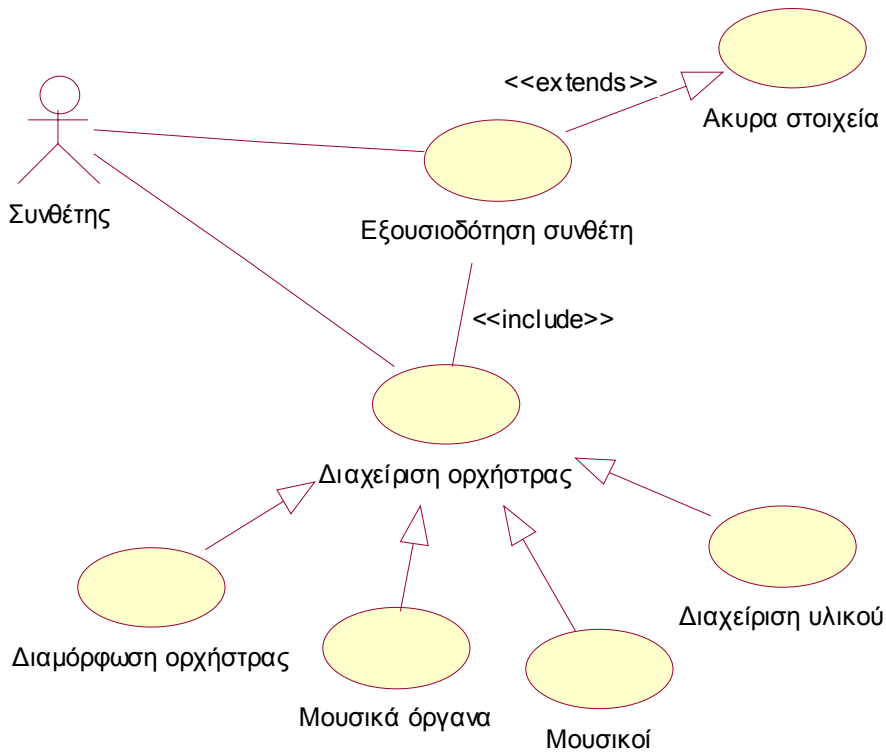 <<extends>>
Ακυρα στοιχεία
Συνθέτης
Εξουσιοδότηση συνθέτη
<<include>>
Διαχείριση ορχήστρας
Διαχείριση υλικού
Διαμόρφωση ορχήστρας
Μουσικά όργανα
Μουσικοί